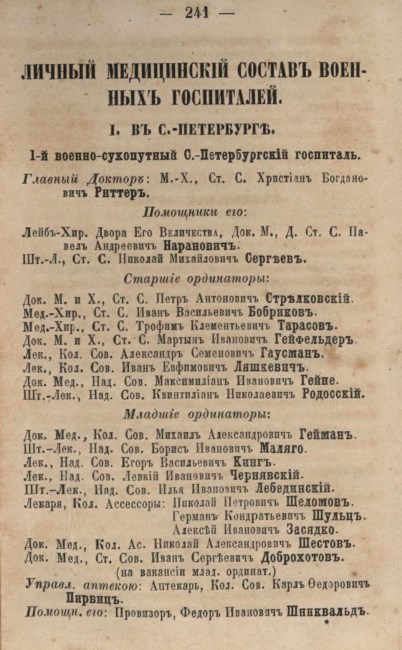 — 241 —
ЛИЧНЫЙ МЕДИЦИНСКІЙ СОСТАВЪ ВОЕН-
НЫХЪ ГОСПИТАЛЕЙ.
I. ВЪ С.-ПЕТЕРБУРГѢ.
1-й военно-сухопутный С.-Петербургскій госпиталь.
Главный Докторъ: М.-Х., Ст. С. Христіанъ Богдано-
вичъ Риттеръ.
Помощники его:
Лейбъ-Хир. Двора Его Величества, Док. М., Д. Ст. С. Па-
велъ Андреевичъ Нарановичъ.
Шт.-Л., Ст. С. Николай Михайловичъ Сергѣевъ.
Старшіе ординаторы:
Док. М. и Х., Ст. С. Петръ Антоновичъ Стрѣлковскій.
Мед.-Хир., Ст. С. Иванъ Васильевичъ Бобриковъ.
Мед.-Хир., Ст. С. Трофимъ Клементьевичъ Тарасовъ.
Док. М. и Х., Ст. С. Мартынъ Ивановичъ Гейфельдеръ.
Лек., Кол. Сов. Александръ Семеновичъ Гаусманъ.
Лек., Кол. Сов. Иванъ Евфимовичъ Ляшкевичъ.
Док. Мед., Над. Сов. Максимиліанъ Ивановичъ Гейне.
Шт.-Лек., Над. Сов. Квинтиліанъ Николаевичъ Родосскій.
Младшіе ординаторы:
Док. Мед., Кол. Сов. Михаилъ Александровичъ Гейманъ.
Шт.-Лек., Над. Сов. Борисъ Ивановичъ Маляго.
Лек., Над. Сов. Егоръ Васильевичъ Кингъ.
Лек., Над. Сов. Левкій Ивановичъ Чернявскій.
Шт.-Лек., Над. Сов. Илья Ивановичъ Лебединскій.
Лекаря, Кол. Ассесоры: Николай Петровичъ Шеломовъ.
Германъ Кондратьевичъ Шульцъ.
Алексѣй Ивановичъ Засядко.
Док. Мед., Кол. Ас. Николай Александровичъ Шестовъ.
Док. Мед., Ст. Сов. Иванъ Сергѣевичъ Доброхотовъ.
(на вакансіи млад. ординат.)
Управл. аптекою: Аптекарь, Кол. Сов. Карлъ Ѳедоровичъ
Пирвицъ.
Помощн. его: Провизоръ, Федоръ Ивановичъ Шинквальдъ.
*